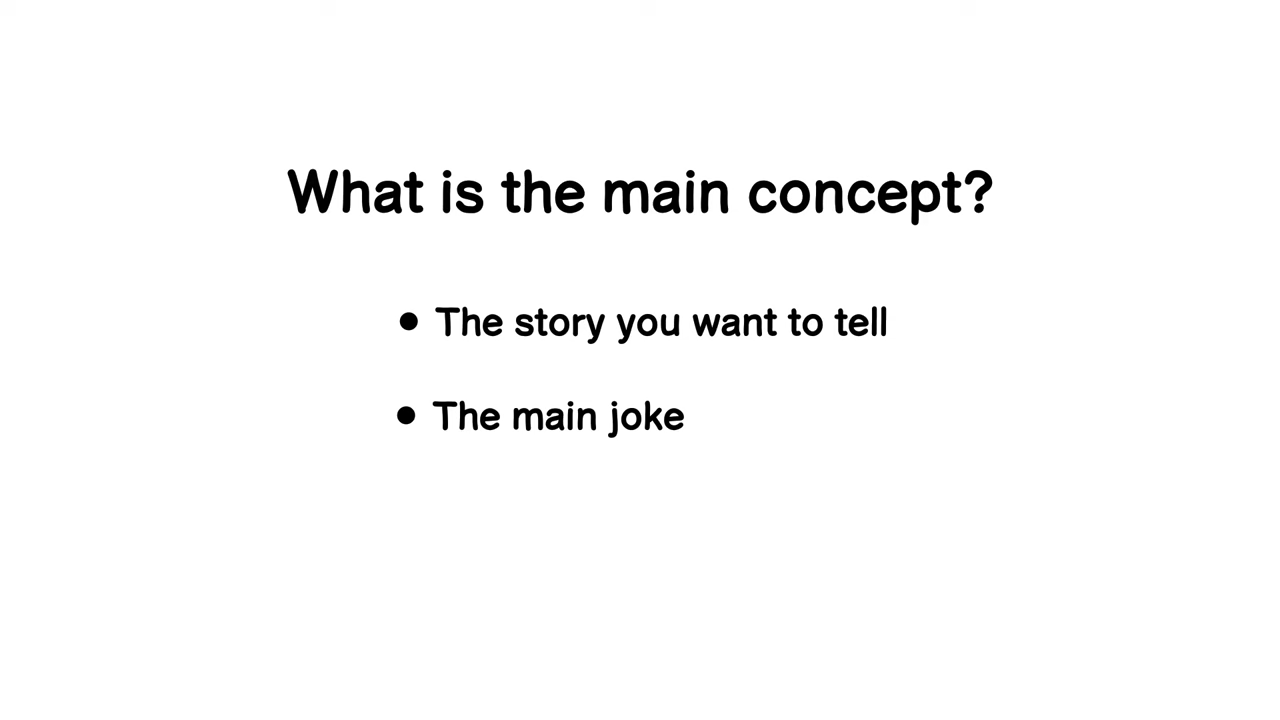 What is the main concept?
• The story you want to tell
• The main joke